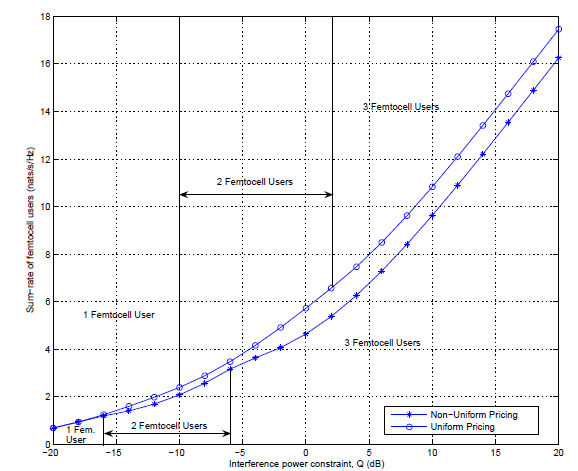 18
16
14
12
10
8
6
4
2
0
Sum−rate of femtocell users (nats/s/Hz)
3 Femtocell Users
2 Femtocell Users
1 Femtocell User
3 Femtocell Users
1 Fem.
User
2 Femtocell Users
Non−Uniform Pricing
Uniform Pricing
−20 −15 −10 −5 0 5 10 15 20
Interference power constraint, Q (dB)